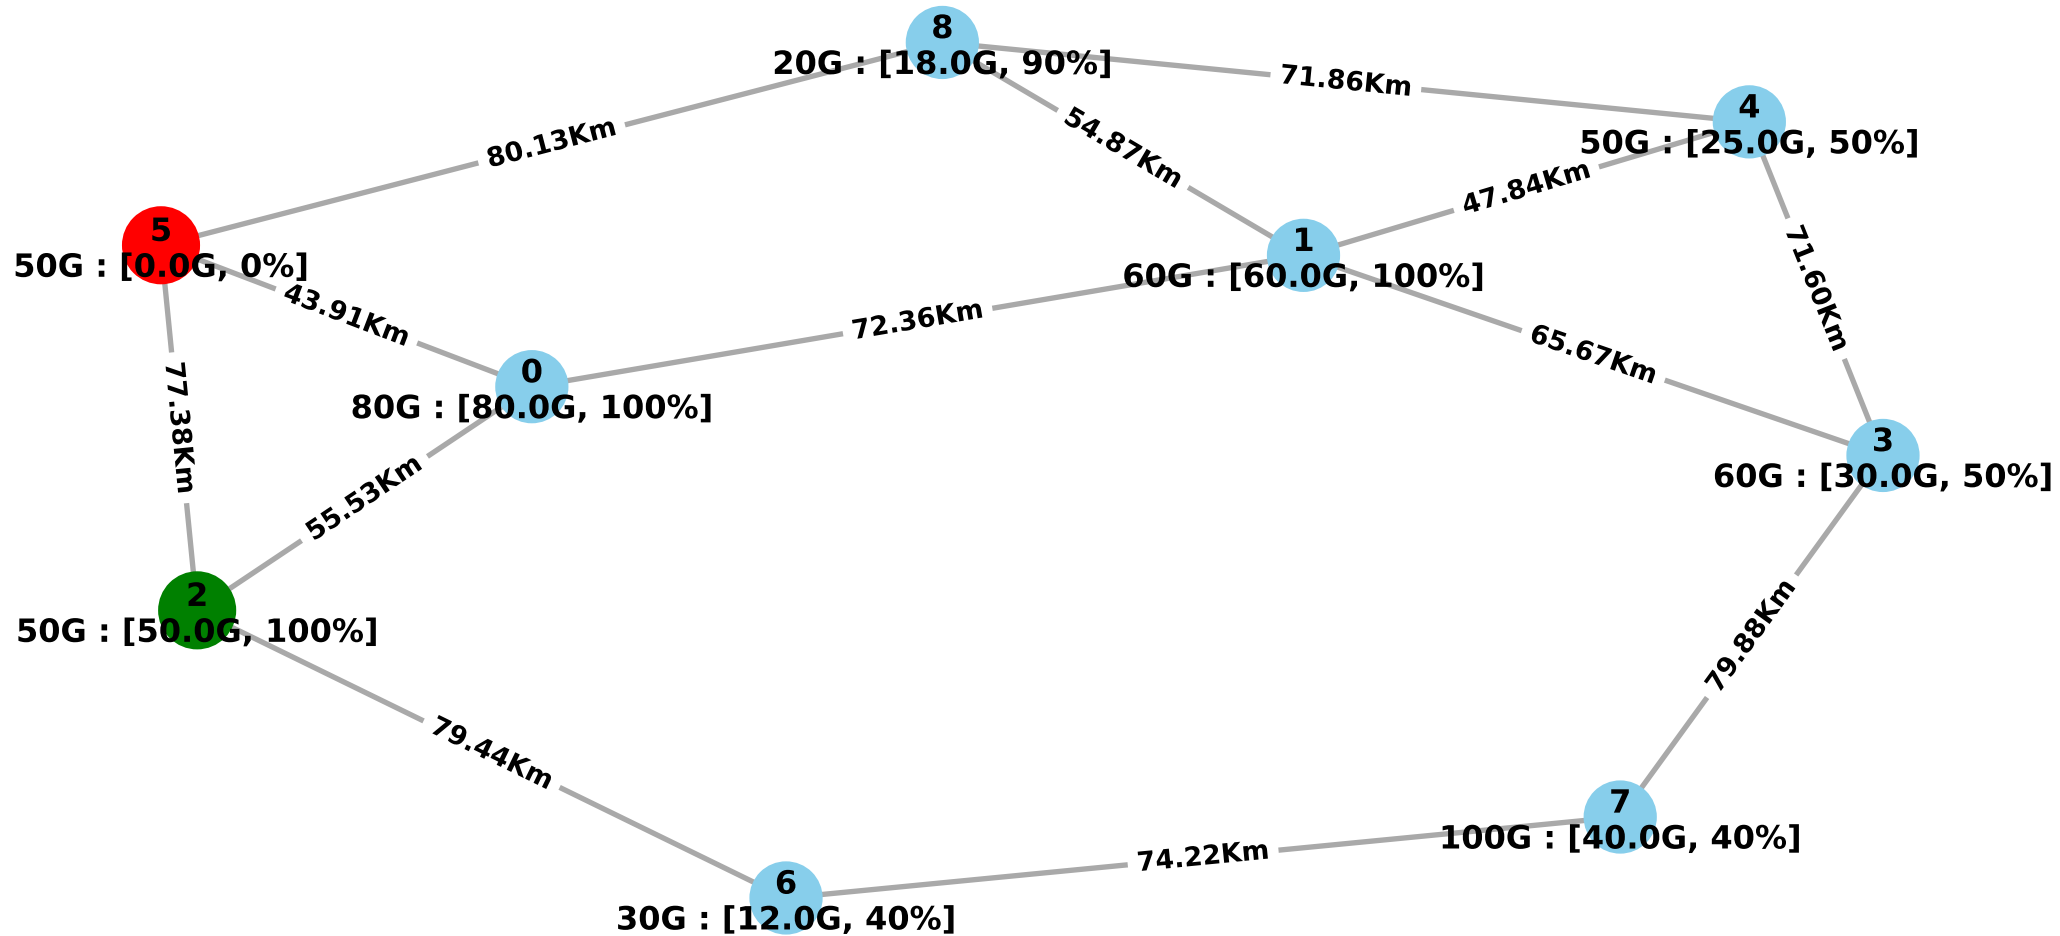 8
20G : [18.0G, 90%]
71.86Km
4
50G : [25.0G, 50%]
80.13Km
54.87Km
47.84Km
5
50G : [0.0G, 0%]
1
60G : [60.0G, 100%]
71.60Km
43.91Km
72.36Km
65.67Km
0
80G : [80.0G, 100%]
77.38Km
3
60G : [30.0G, 50%]
55.53Km
2
50G : [50.0G, 100%]
79.88Km
79.44Km
7
100G : [40.0G, 40%]
74.22Km
6
30G : [12.0G, 40%]